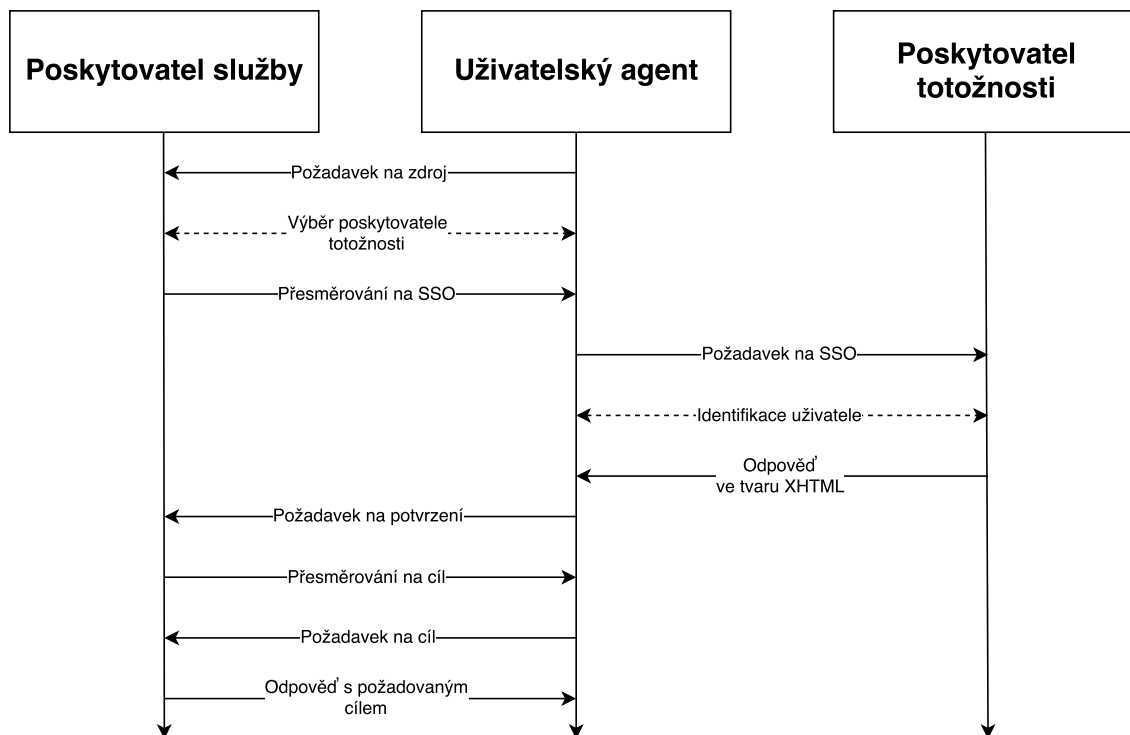 Poskytovatel služby
Uživatelský agent
Poskytovatel
totožnosti
Požadavek na zdroj
Výběr poskytovatele
totožnosti
Přesměrování na SSO
Požadavek na SSO
Identifikace uživatele
Odpověď
ve tvaru XHTML
Požadavek na potvrzení
Přesměrování na cíl
Požadavek na cíl
Odpověď s požadovaným
cílem